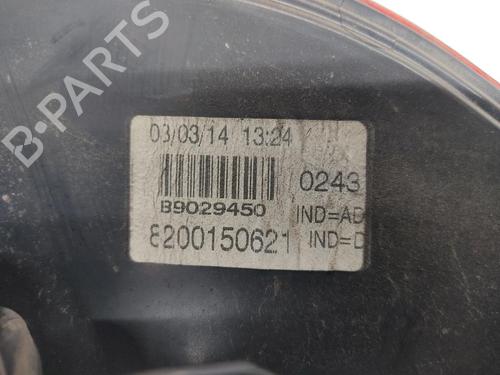 B-PARTS
03/03/14 13:24
0243
B9029450
IND=AD
8200150621
IND=D